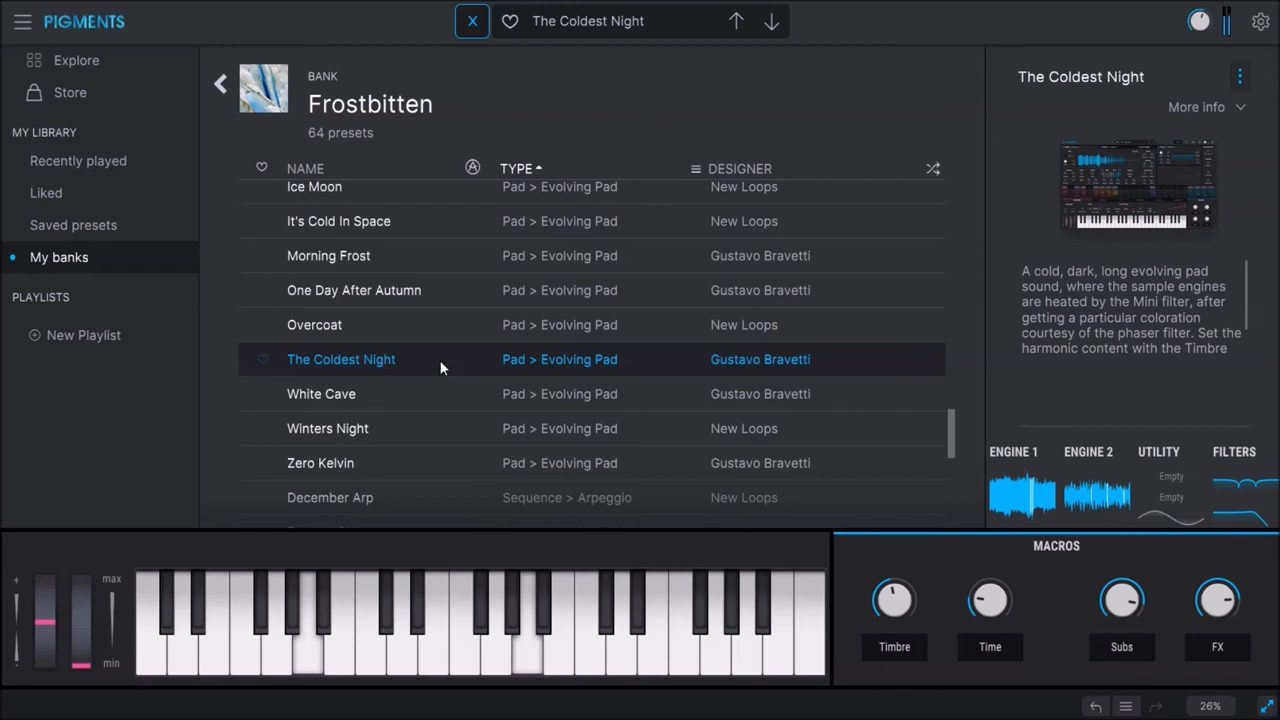 PIGMENTS
X
The Coldest Night
Explore
Store
MY LIBRARY
Recently played
Liked
Saved presets
My banks
PLAYLISTS
New Playlist
BANK
Frostbitten
64 presets
NAME TYPE DESIGNER
Ice Moon Pad > Evolving Pad New Loops
It's Cold In Space Pad > Evolving Pad New Loops
Morning Frost Pad > Evolving Pad Gustavo Bravetti
One Day After Autumn Pad > Evolving Pad Gustavo Bravetti
Overcoat Pad > Evolving Pad New Loops
The Coldest Night Pad > Evolving Pad Gustavo Bravetti
White Cave Pad > Evolving Pad Gustavo Bravetti
Winters Night Pad > Evolving Pad New Loops
Zero Kelvin Pad > Evolving Pad Gustavo Bravetti
December Arp Sequence > Arpeggio New Loops
The Coldest Night
More info
A cold, dark, long evolving pad
sound, where the sample engines
are heated by the Mini filter, after
getting a particular coloration
courtesy of the phaser filter. Set the
harmonic content with the Timbre
ENGINE 1 ENGINE 2 UTILITY FILTERS
Empty
Empty
+ max
- min
MACROS
Timbre Time Subs FX
26%